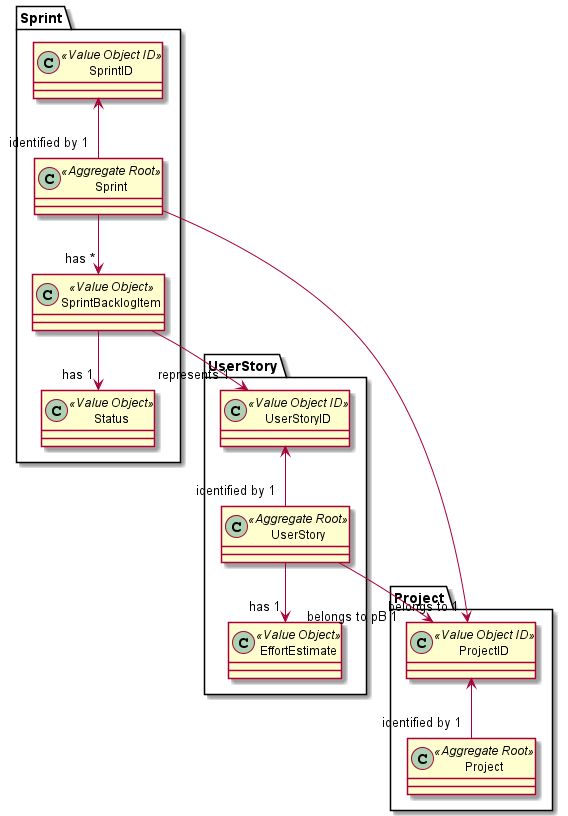 Sprint
C
«Value Object ID»
SprintID
identified by 1
C
«Aggregate Root»
Sprint
has *
C
«Value Object»
SprintBacklogItem
has 1
represents 1
C
«Value Object»
Status
UserStory
C
«Value Object ID»
UserStoryID
identified by 1
C
«Aggregate Root»
UserStory
has 1
belongs to pB 1
belongs to 1
C
«Value Object»
EffortEstimate
Project
C
«Value Object ID»
ProjectID
identified by 1
C
«Aggregate Root»
Project